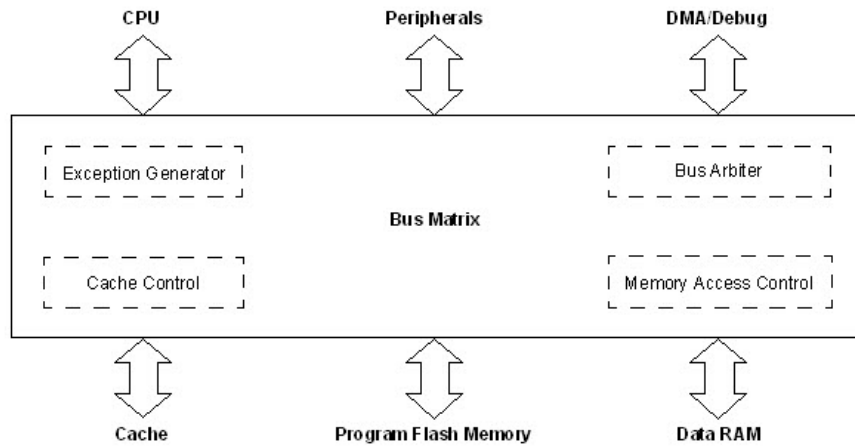 CPU
Peripherals
DMA/Debug
Exception Generator
Bus Arbiter
Bus Matrix
Cache Control
Memory Access Control
Cache
Program Flash Memory
Data RAM